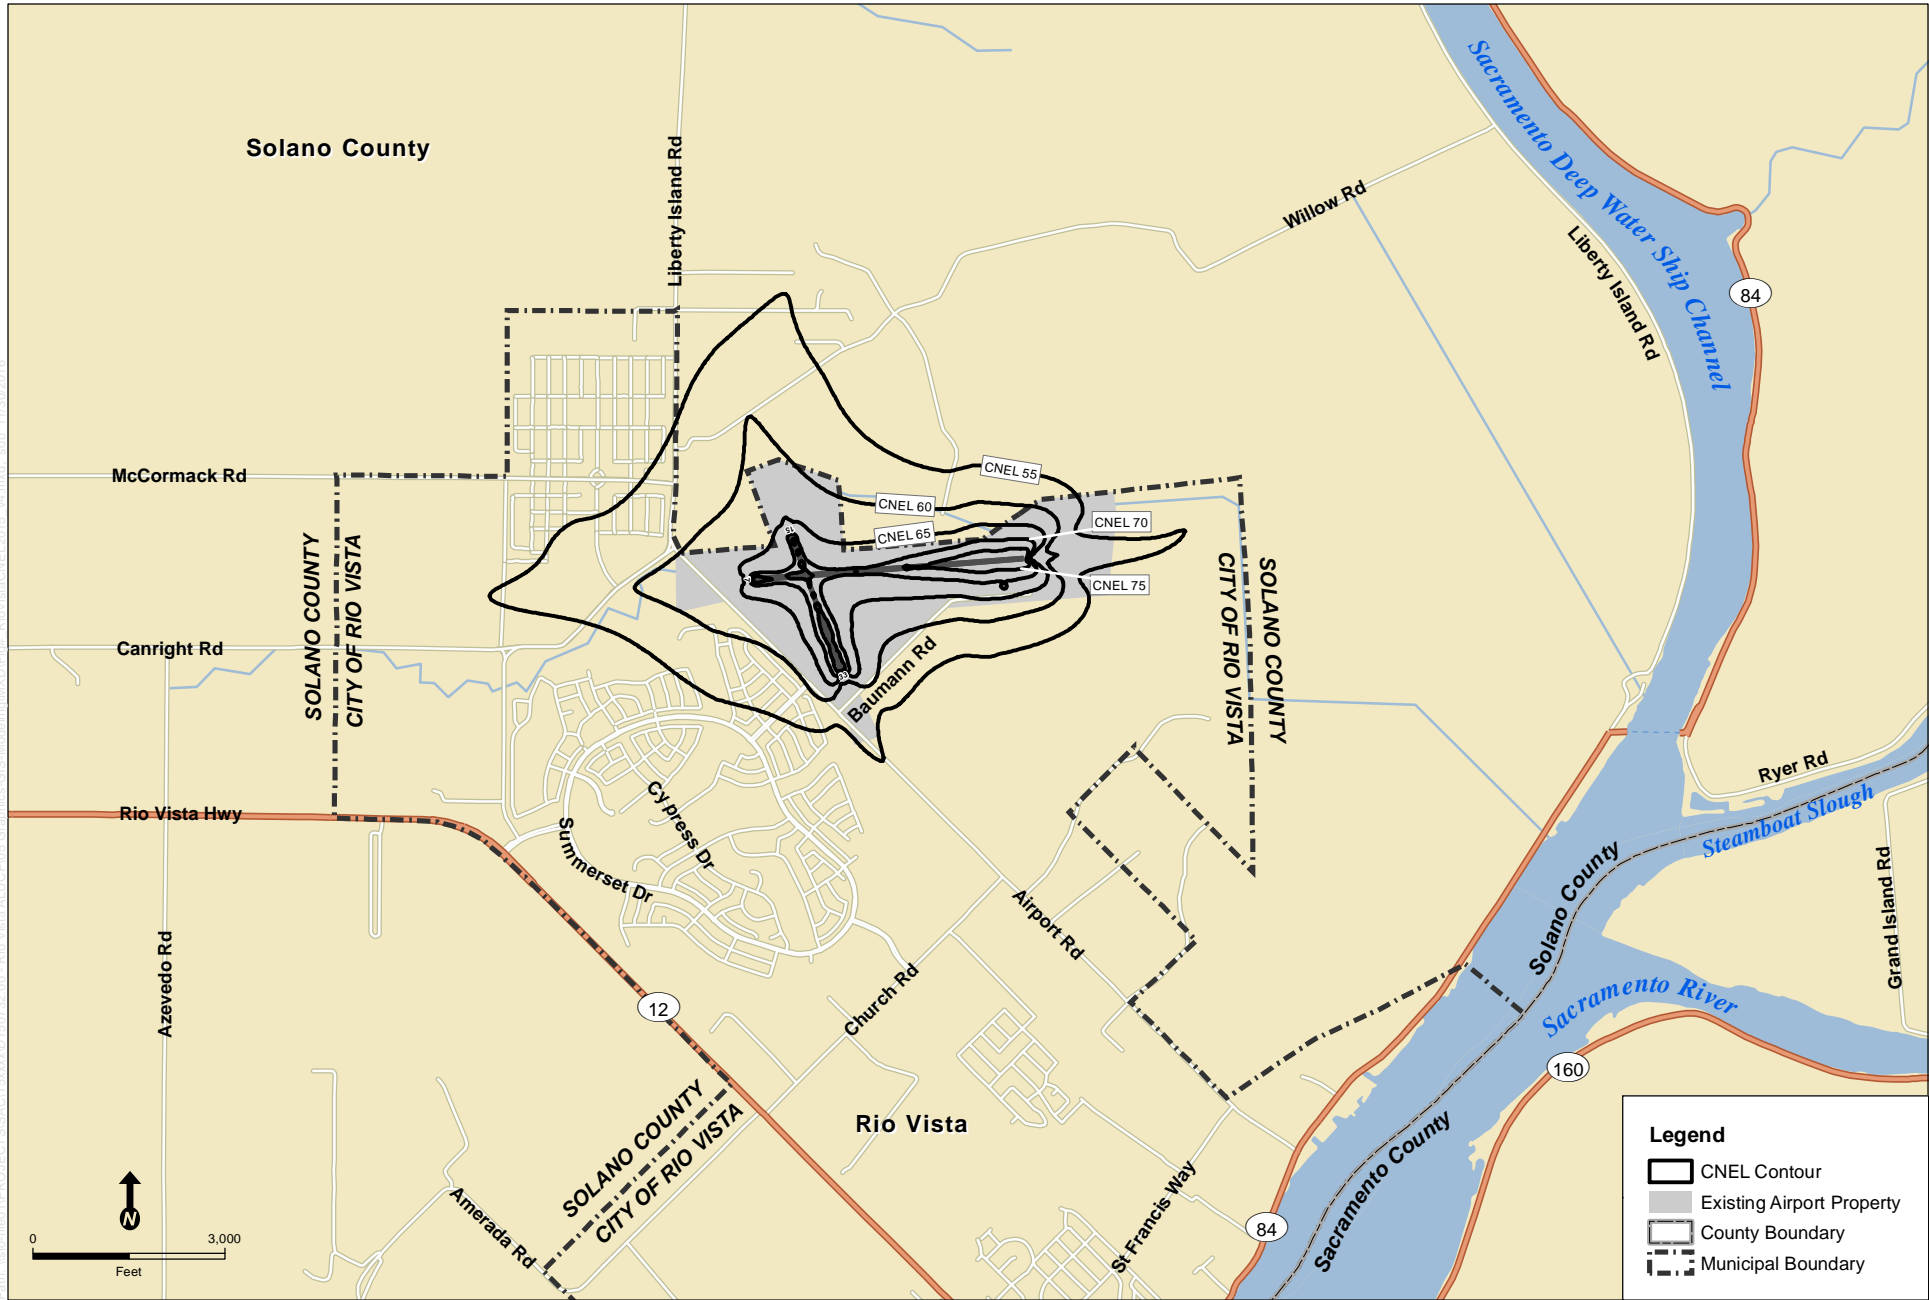 Solano County
Liberty Island Rd
Willow Rd
Sacramento Deep Water Ship Channel
Liberty Island Rd
84
McCormack Rd
CNEL 55
CNEL 60
CNEL 65
CNEL 70
CNEL 75
15
7
33
SOLANO COUNTY
CITY OF RIO VISTA
SOLANO COUNTY
CITY OF RIO VISTA
Canright Rd
Baumann Rd
Rio Vista Hwy
Cypress Dr
Summerset Dr
Ryer Rd
Steamboat Slough
Solano County
Grand Island Rd
Airport Rd
Azevedo Rd
Church Rd
12
Sacramento River
160
Rio Vista
SOLANO COUNTY
CITY OF RIO VISTA
Amerada Rd
St Francis Way
84
Sacramento County
N
0
3,000
Feet
Legend
CNEL Contour
Existing Airport Property
County Boundary
Municipal Boundary